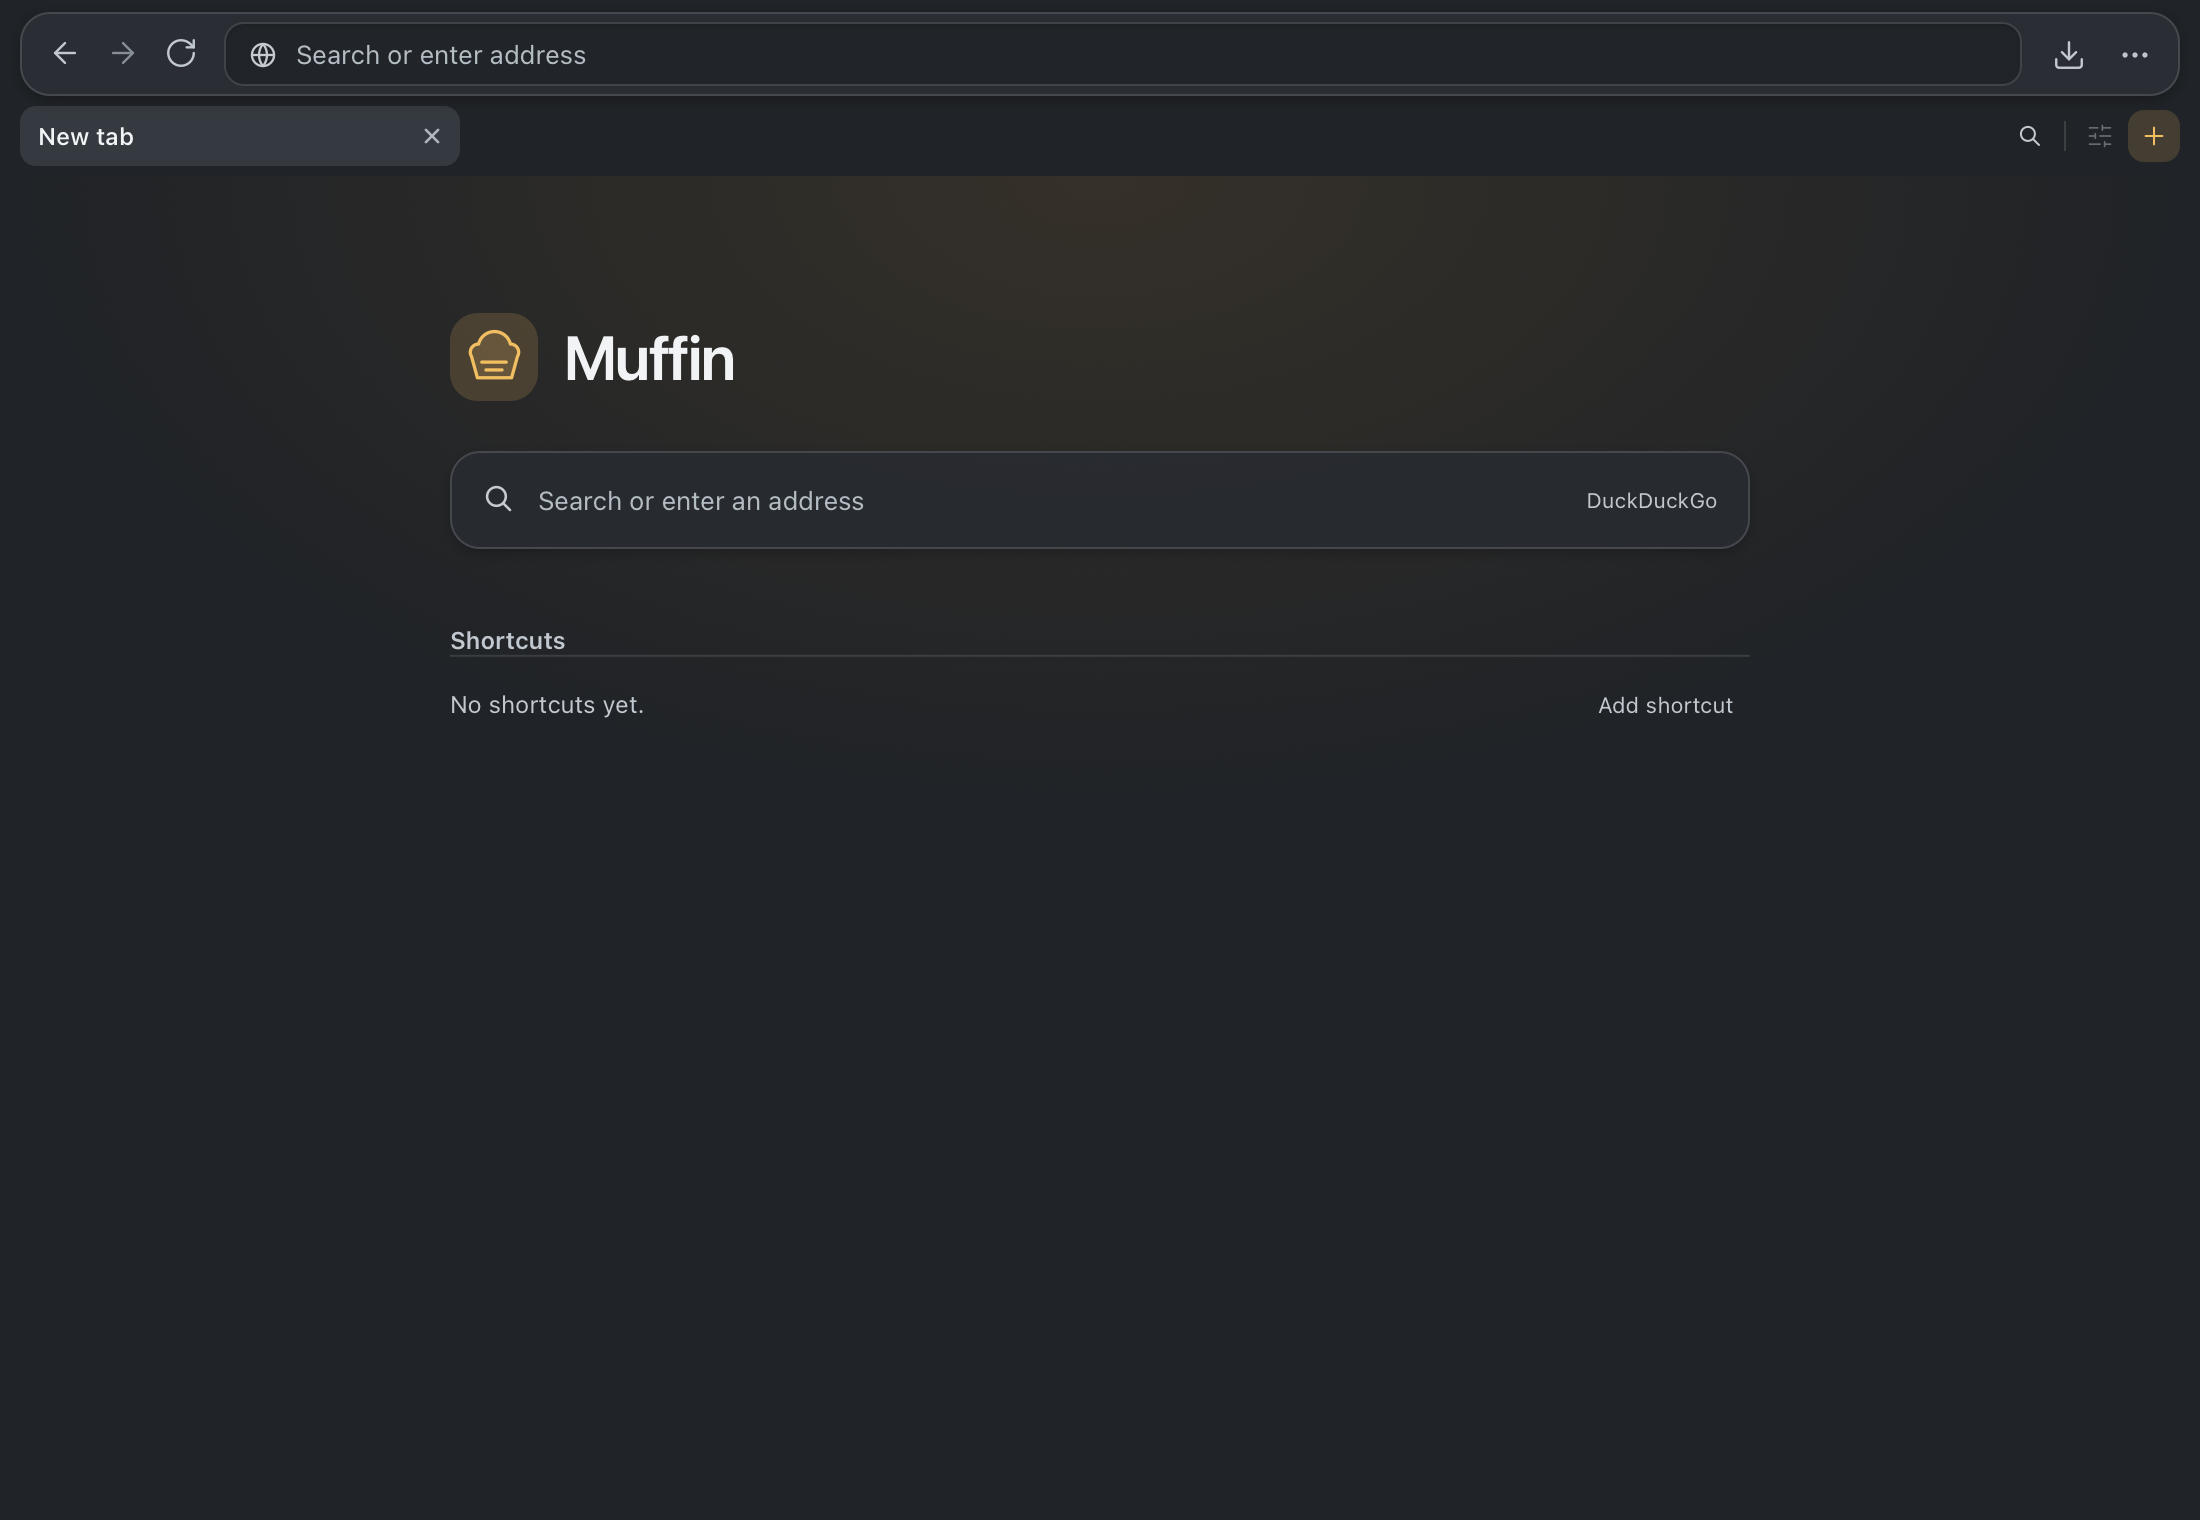 Search or enter address
New tab
Muffin
Search or enter an address DuckDuckGo
Shortcuts
No shortcuts yet. Add shortcut